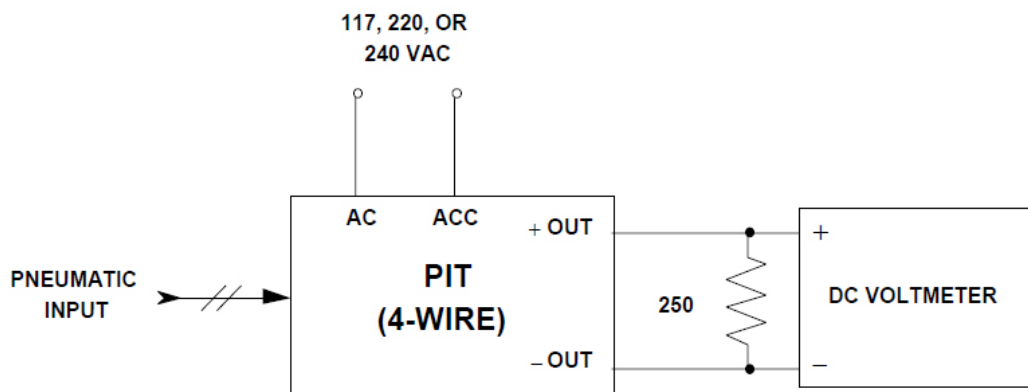 117, 220, OR
240 VAC
AC
ACC
+ OUT
+
PNEUMATIC
INPUT
PIT
(4-WIRE)
250
DC VOLTMETER
− OUT
−